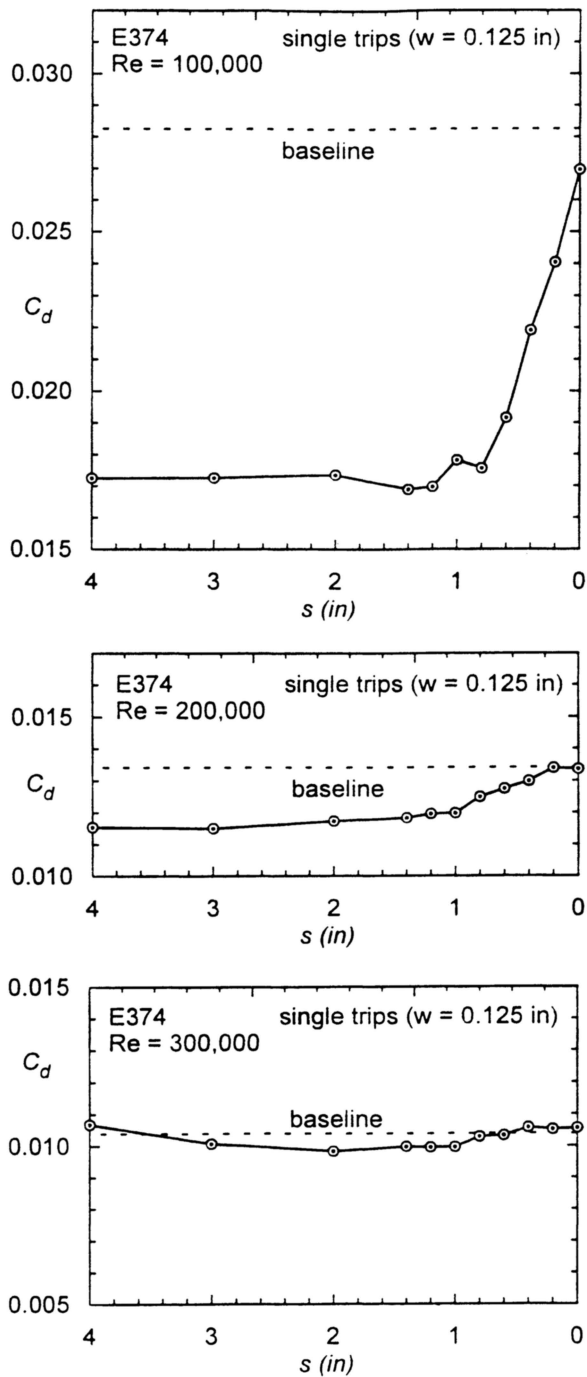 E374 single trips (w = 0.125 in)
Re = 100,000
0.030
baseline
0.025
C_d
0.020
0.015
4 3 2 1 0
s (in)
E374 single trips (w = 0.125 in)
Re = 200,000
0.015
C_d
baseline
0.010
4 3 2 1 0
s (in)
0.015
E374 single trips (w = 0.125 in)
Re = 300,000
C_d
baseline
0.010
0.005
4 3 2 1 0
s (in)